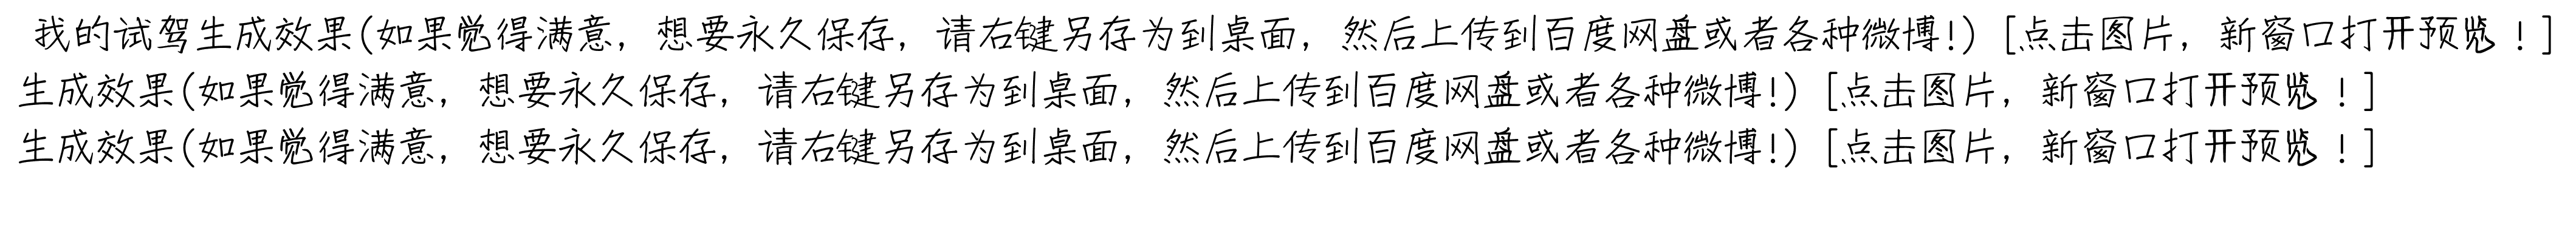 我的试驾生成效果(如果觉得满意，想要永久保存，请右键另存为到桌面，然后上传到百度网盘或者各种微博!) [点击图片，新窗口打开预览！]
生成效果(如果觉得满意，想要永久保存，请右键另存为到桌面，然后上传到百度网盘或者各种微博!) [点击图片，新窗口打开预览！]
生成效果(如果觉得满意，想要永久保存，请右键另存为到桌面，然后上传到百度网盘或者各种微博!) [点击图片，新窗口打开预览！]